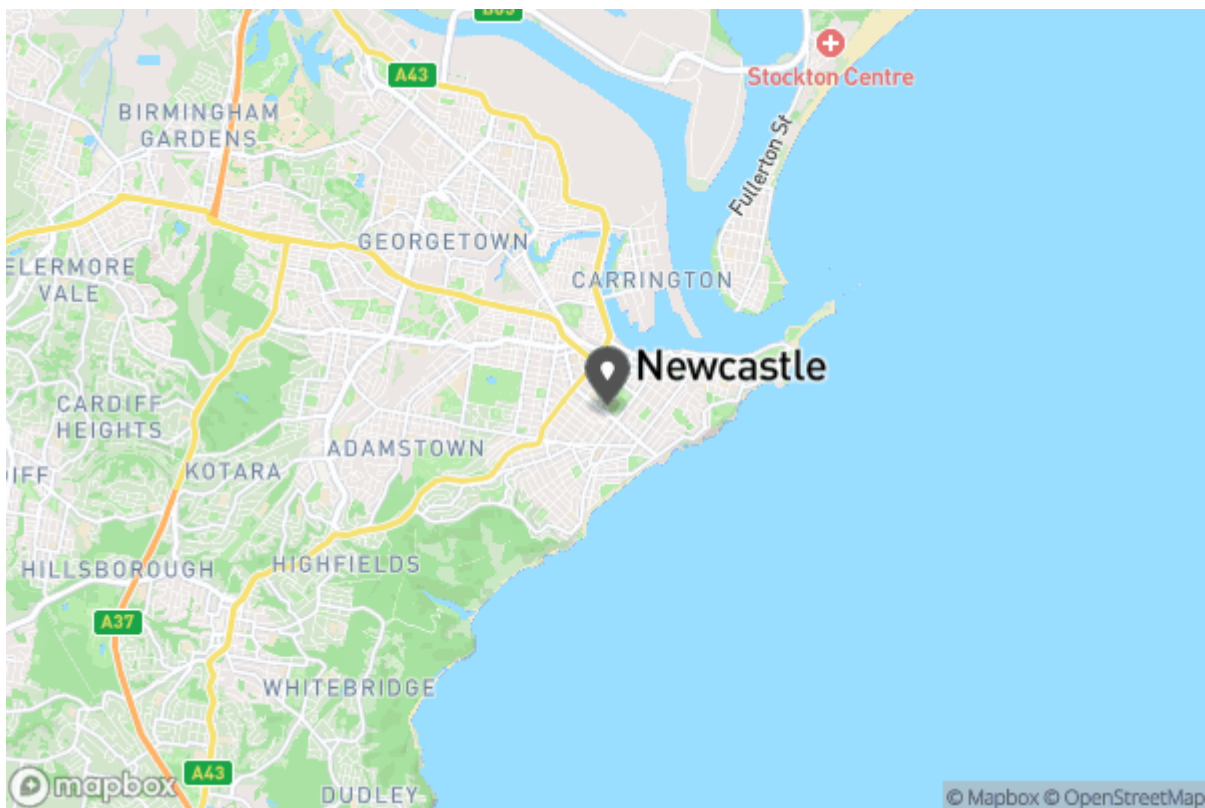 B63
A43
Stockton Centre
BIRMINGHAM
GARDENS
Fullerton St
GEORGETOWN
ELERMORE
VALE
CARRINGTON
Newcastle
CARDIFF
HEIGHTS
ADAMSTOWN
KOTARA
IFF
HIGHFIELDS
HILLSBOROUGH
A37
WHITEBRIDGE
A43
DUDLEY
mapbox
© Mapbox © OpenStreetMap